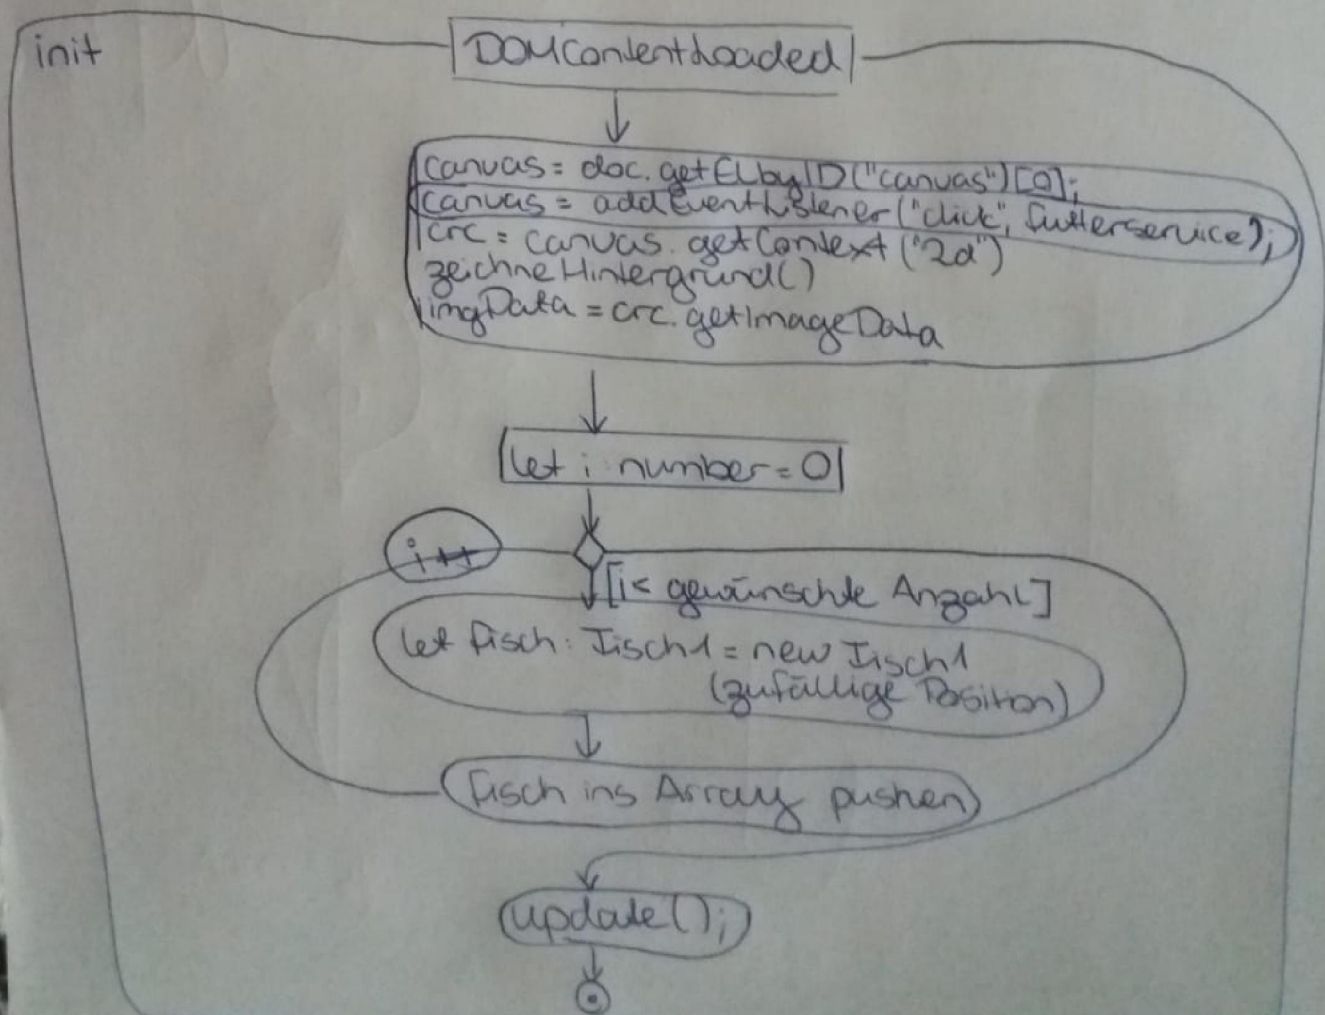 init
DOMContentLoaded
canvas = doc.getElbyID("canvas")[0];
canvas = addEventListener("click", futterservice);
crc = canvas.getContext("2d")
zeichneHintergrund()
imgData = crc.getImageData
let i: number = 0
i++
[i< gewünschte Anzahl]
let fisch: Fisch1 = new Fisch1
(zufällige Position)
Fisch ins Array pushen
update();